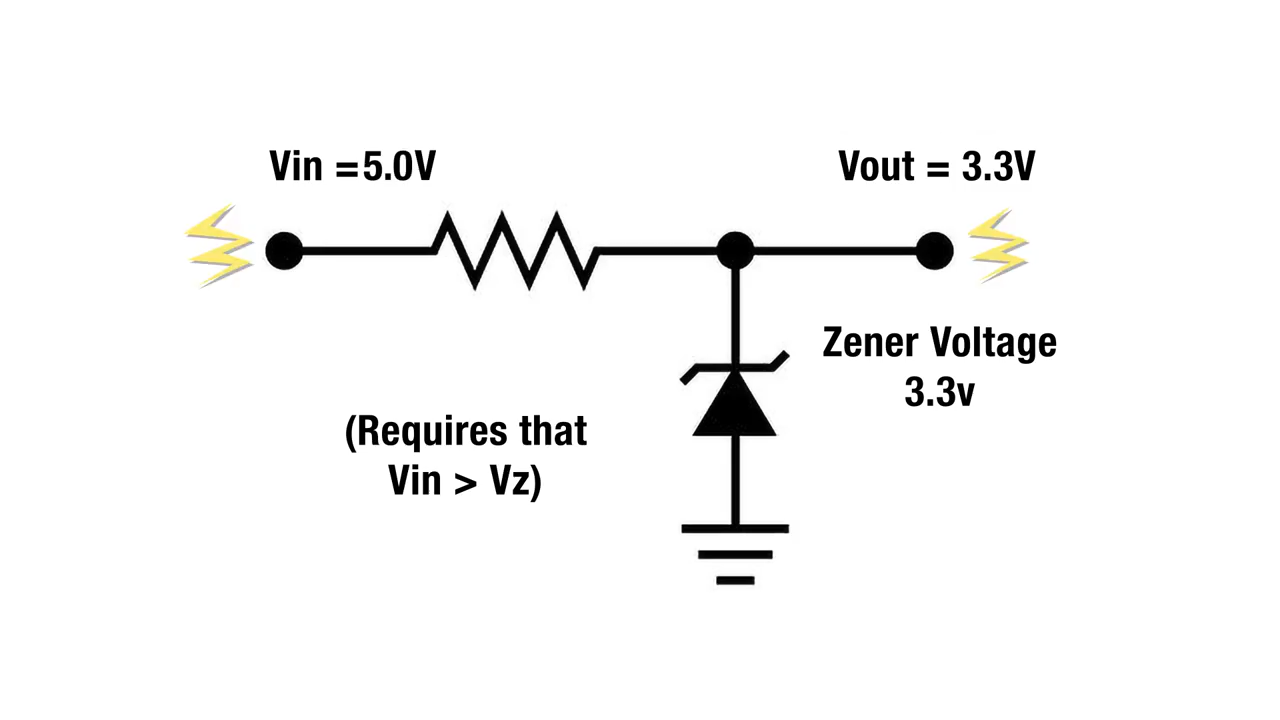 Vin =5.0V
Vout = 3.3V
Zener Voltage
3.3v
(Requires that
Vin > Vz)